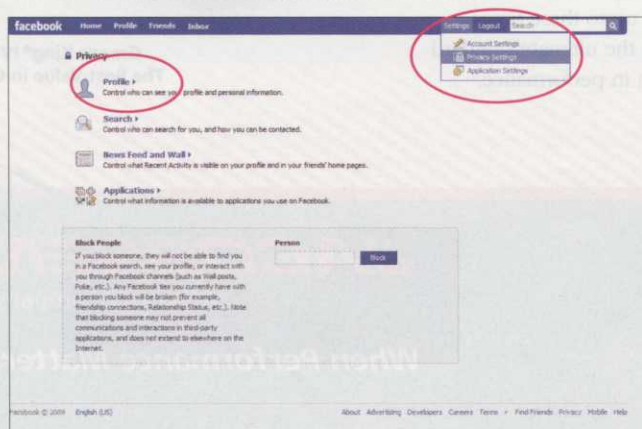 facebook Home Profile Friends Inbox Settings Logout Search
Account Settings
Privacy Settings
Application Settings
Privacy
Profile
Control who can see your profile and personal information.
Search
Control who can search for you, and how you can be contacted.
News Feed and Wall
Control what Recent Activity is visible on your profile and in your friends' home pages.
Applications
Control what information is available to applications you use on Facebook.
Block People
If you block someone, they will not be able to find you
in a Facebook search, see your profile, or interact with
you through Facebook channels (such as Wall posts,
Poke, etc.). Any Facebook ties you currently have with
a person you block will be broken (for example,
friendship connections, Relationship Status, etc.). Note
that blocking someone may not prevent all
communications and interactions in third-party
applications, and does not extend to elsewhere on the
Internet.
Person
Block
Facebook © 2009 English (US) About Advertising Developers Careers Terms • Find Friends Privacy Mobile Help
When Performance Matter